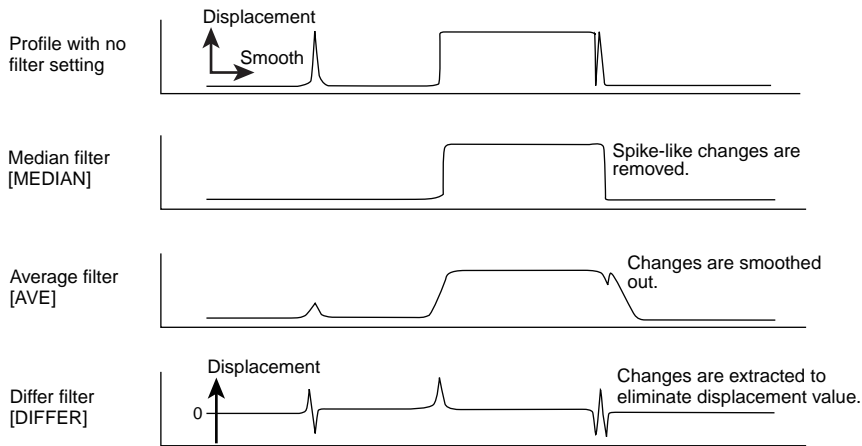 Displacement
Profile with no
filter setting
Smooth
Median filter
[MEDIAN]
Spike-like changes are
removed.
Average filter
[AVE]
Changes are smoothed
out.
Displacement
Differ filter
[DIFFER]
0
Changes are extracted to
eliminate displacement value.